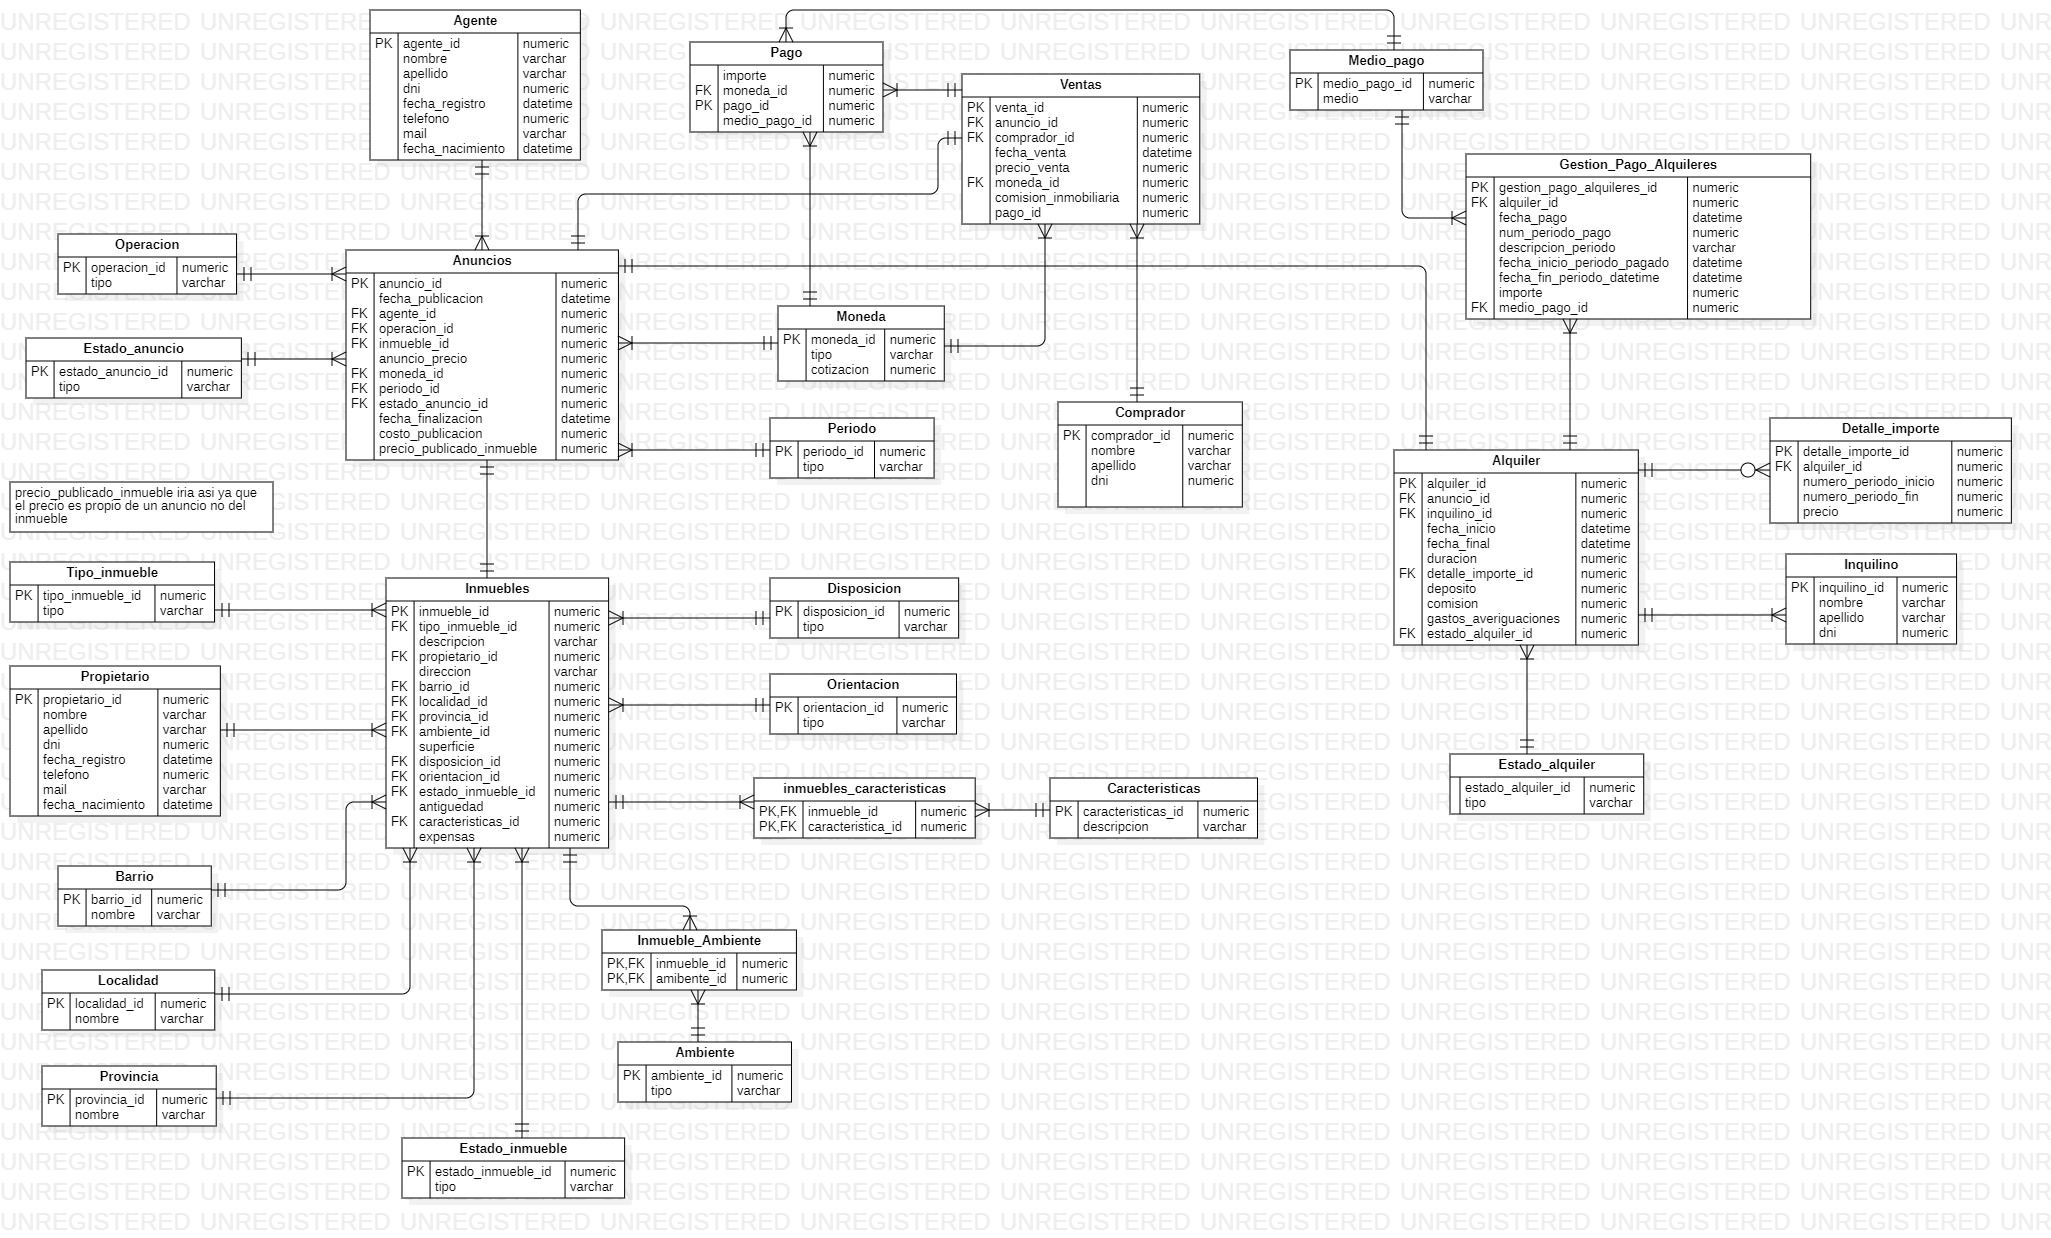 Agente
PK agente_id numeric
nombre varchar
apellido varchar
dni numeric
fecha_registro datetime
telefono numeric
mail varchar
fecha_nacimiento datetime
Pago
importe numeric
FK moneda_id numeric
PK pago_id numeric
medio_pago_id numeric
Ventas
PK venta_id numeric
FK anuncio_id numeric
FK comprador_id numeric
fecha_venta datetime
precio_venta numeric
FK moneda_id numeric
comision_inmobiliaria numeric
pago_id numeric
Medio_pago
PK medio_pago_id numeric
medio varchar
Gestion_Pago_Alquileres
PK gestion_pago_alquileres_id numeric
FK alquiler_id numeric
fecha_pago datetime
num_periodo_pago numeric
descripcion_periodo varchar
fecha_inicio_periodo_pagado datetime
fecha_fin_periodo_datetime datetime
importe numeric
FK medio_pago_id numeric
Operacion
PK operacion_id numeric
tipo varchar
Estado_anuncio
PK estado_anuncio_id numeric
tipo varchar
Anuncios
PK anuncio_id numeric
fecha_publicacion datetime
FK agente_id numeric
FK operacion_id numeric
FK inmueble_id numeric
anuncio_precio numeric
FK moneda_id numeric
FK periodo_id numeric
FK estado_anuncio_id numeric
fecha_finalizacion datetime
costo_publicacion numeric
precio_publicado_inmueble numeric
Moneda
PK moneda_id numeric
tipo varchar
cotizacion numeric
Periodo
PK periodo_id numeric
tipo varchar
Comprador
PK comprador_id numeric
nombre varchar
apellido varchar
dni numeric
Alquiler
PK alquiler_id numeric
FK anuncio_id numeric
FK inquilino_id numeric
fecha_inicio datetime
fecha_final datetime
duracion numeric
FK detalle_importe_id numeric
deposito numeric
comision numeric
gastos_averiguaciones numeric
FK estado_alquiler_id numeric
Detalle_importe
PK detalle_importe_id numeric
FK alquiler_id numeric
numero_periodo_inicio numeric
numero_periodo_fin numeric
precio numeric
Inquilino
PK inquilino_id numeric
nombre varchar
apellido varchar
dni numeric
Estado_alquiler
estado_alquiler_id numeric
tipo varchar
precio_publicado_inmueble iria asi ya que
el precio es propio de un anuncio no del
inmueble
Tipo_inmueble
PK tipo_inmueble_id numeric
tipo varchar
Propietario
PK propietario_id numeric
nombre varchar
apellido varchar
dni numeric
fecha_registro datetime
telefono numeric
mail varchar
fecha_nacimiento datetime
Inmuebles
PK inmueble_id numeric
FK tipo_inmueble_id numeric
descripcion varchar
FK propietario_id numeric
direccion varchar
FK barrio_id numeric
FK localidad_id numeric
FK provincia_id numeric
FK ambiente_id numeric
superficie numeric
FK disposicion_id numeric
FK orientacion_id numeric
FK estado_inmueble_id numeric
antiguedad numeric
FK caracteristicas_id numeric
expensas numeric
Disposicion
PK disposicion_id numeric
tipo varchar
Orientacion
PK orientacion_id numeric
tipo varchar
inmuebles_caracteristicas
PK,FK inmueble_id numeric
PK,FK caracteristica_id numeric
Caracteristicas
PK caracteristicas_id numeric
descripcion varchar
Barrio
PK barrio_id numeric
nombre varchar
Localidad
PK localidad_id numeric
nombre varchar
Provincia
PK provincia_id numeric
nombre varchar
Inmueble_Ambiente
PK,FK inmueble_id numeric
PK,FK amibente_id numeric
Ambiente
PK ambiente_id numeric
tipo varchar
Estado_inmueble
PK estado_inmueble_id numeric
tipo varchar